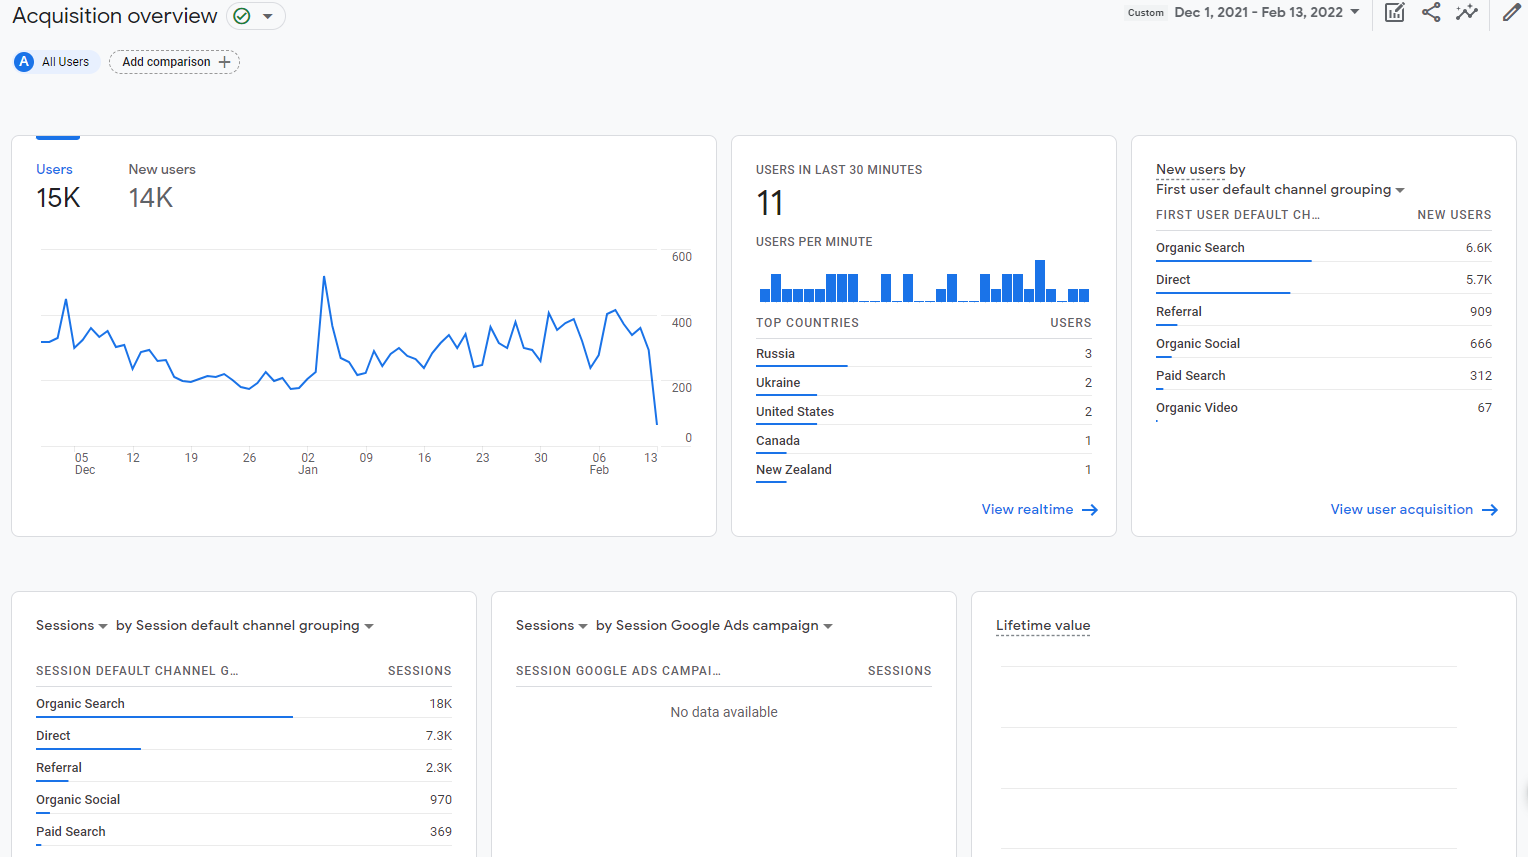 Acquisition overview
Custom Dec 1, 2021 - Feb 13, 2022
A All Users
Add comparison
Users
15K
New users
14K
600
400
200
0
05 12 19 26 02 09 16 23 30 06 13
Dec Jan Feb
USERS IN LAST 30 MINUTES
11
USERS PER MINUTE
TOP COUNTRIES USERS
Russia 3
Ukraine 2
United States 2
Canada 1
New Zealand 1
View realtime
New users by
First user default channel grouping
FIRST USER DEFAULT CH... NEW USERS
Organic Search 6.6K
Direct 5.7K
Referral 909
Organic Social 666
Paid Search 312
Organic Video 67
View user acquisition
Sessions by Session default channel grouping
SESSION DEFAULT CHANNEL G... SESSIONS
Organic Search 18K
Direct 7.3K
Referral 2.3K
Organic Social 970
Paid Search 369
Sessions by Session Google Ads campaign
SESSION GOOGLE ADS CAMPAI... SESSIONS
No data available
Lifetime value